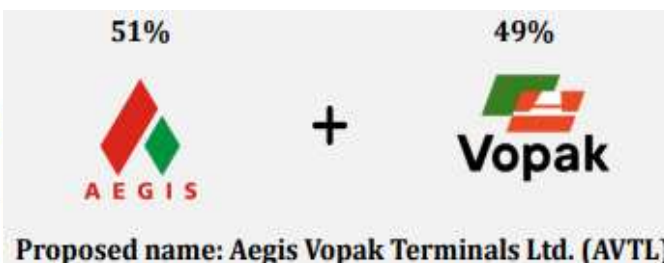 51% 49%
AEGIS + Vopak
Proposed name: Aegis Vopak Terminals Ltd. (AVTL)